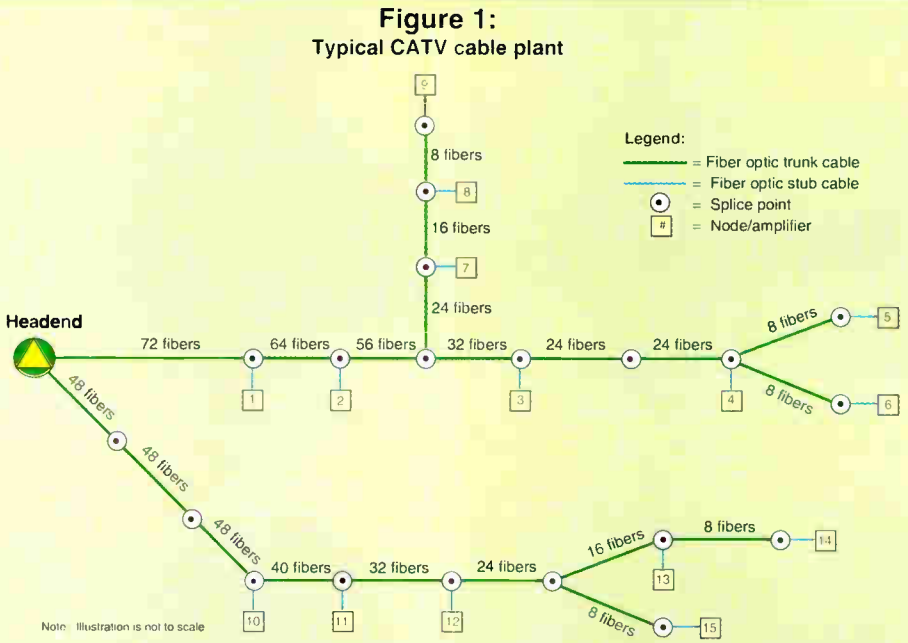 Figure 1:
Typical CATV cable plant
9
8 fibers
8
16 fibers
7
24 fibers
Legend:
= Fiber optic trunk cable
= Fiber optic stub cable
= Splice point
# = Node/amplifier
Headend
72 fibers
64 fibers
56 fibers
32 fibers
24 fibers
24 fibers
8 fibers
5
1
2
3
4
8 fibers
6
48 fibers
48 fibers
48 fibers
40 fibers
32 fibers
24 fibers
16 fibers
8 fibers
14
13
8 fibers
15
10
11
12
Note: Illustration is not to scale